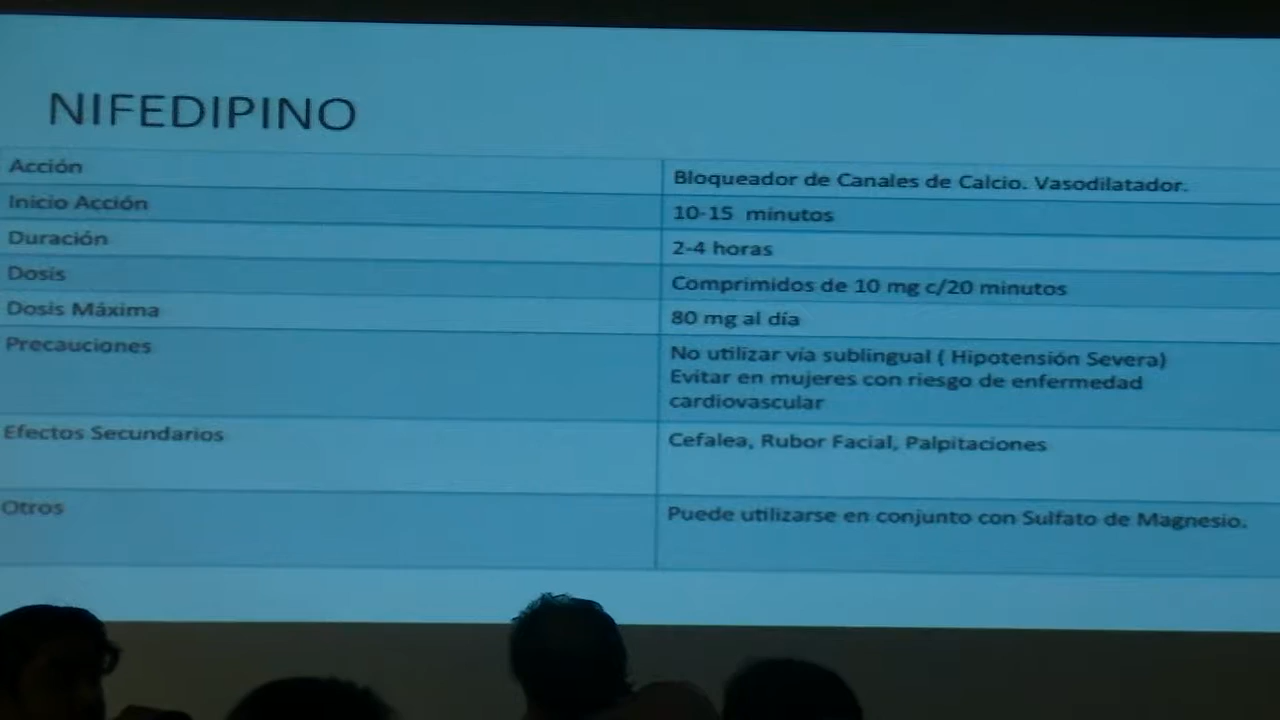 NIFEDIPINO
Acción
Bloqueador de Canales de Calcio. Vasodilatador.
Inicio Acción
10-15 minutos
Duración
2-4 horas
Dosis
Comprimidos de 10 mg c/20 minutos
Dosis Máxima
80 mg al día
Precauciones
No utilizar vía sublingual ( Hipotensión Severa)
Evitar en mujeres con riesgo de enfermedad
cardiovascular
Efectos Secundarios
Cefalea, Rubor Facial, Palpitaciones
Otros
Puede utilizarse en conjunto con Sulfato de Magnesio.